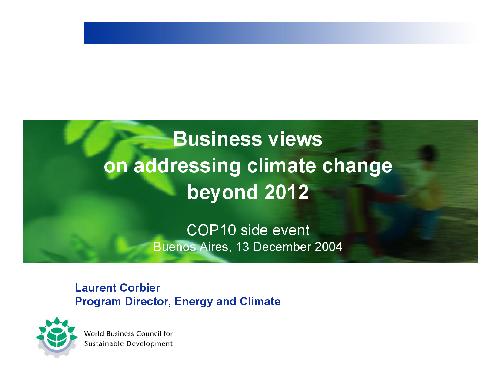 Business views
on addressing climate change
beyond 2012
COP10 side event
Buenos Aires, 13 December 2004
Laurent Corbier
Program Director, Energy and Climate
World Business Council for
Sustainable Development